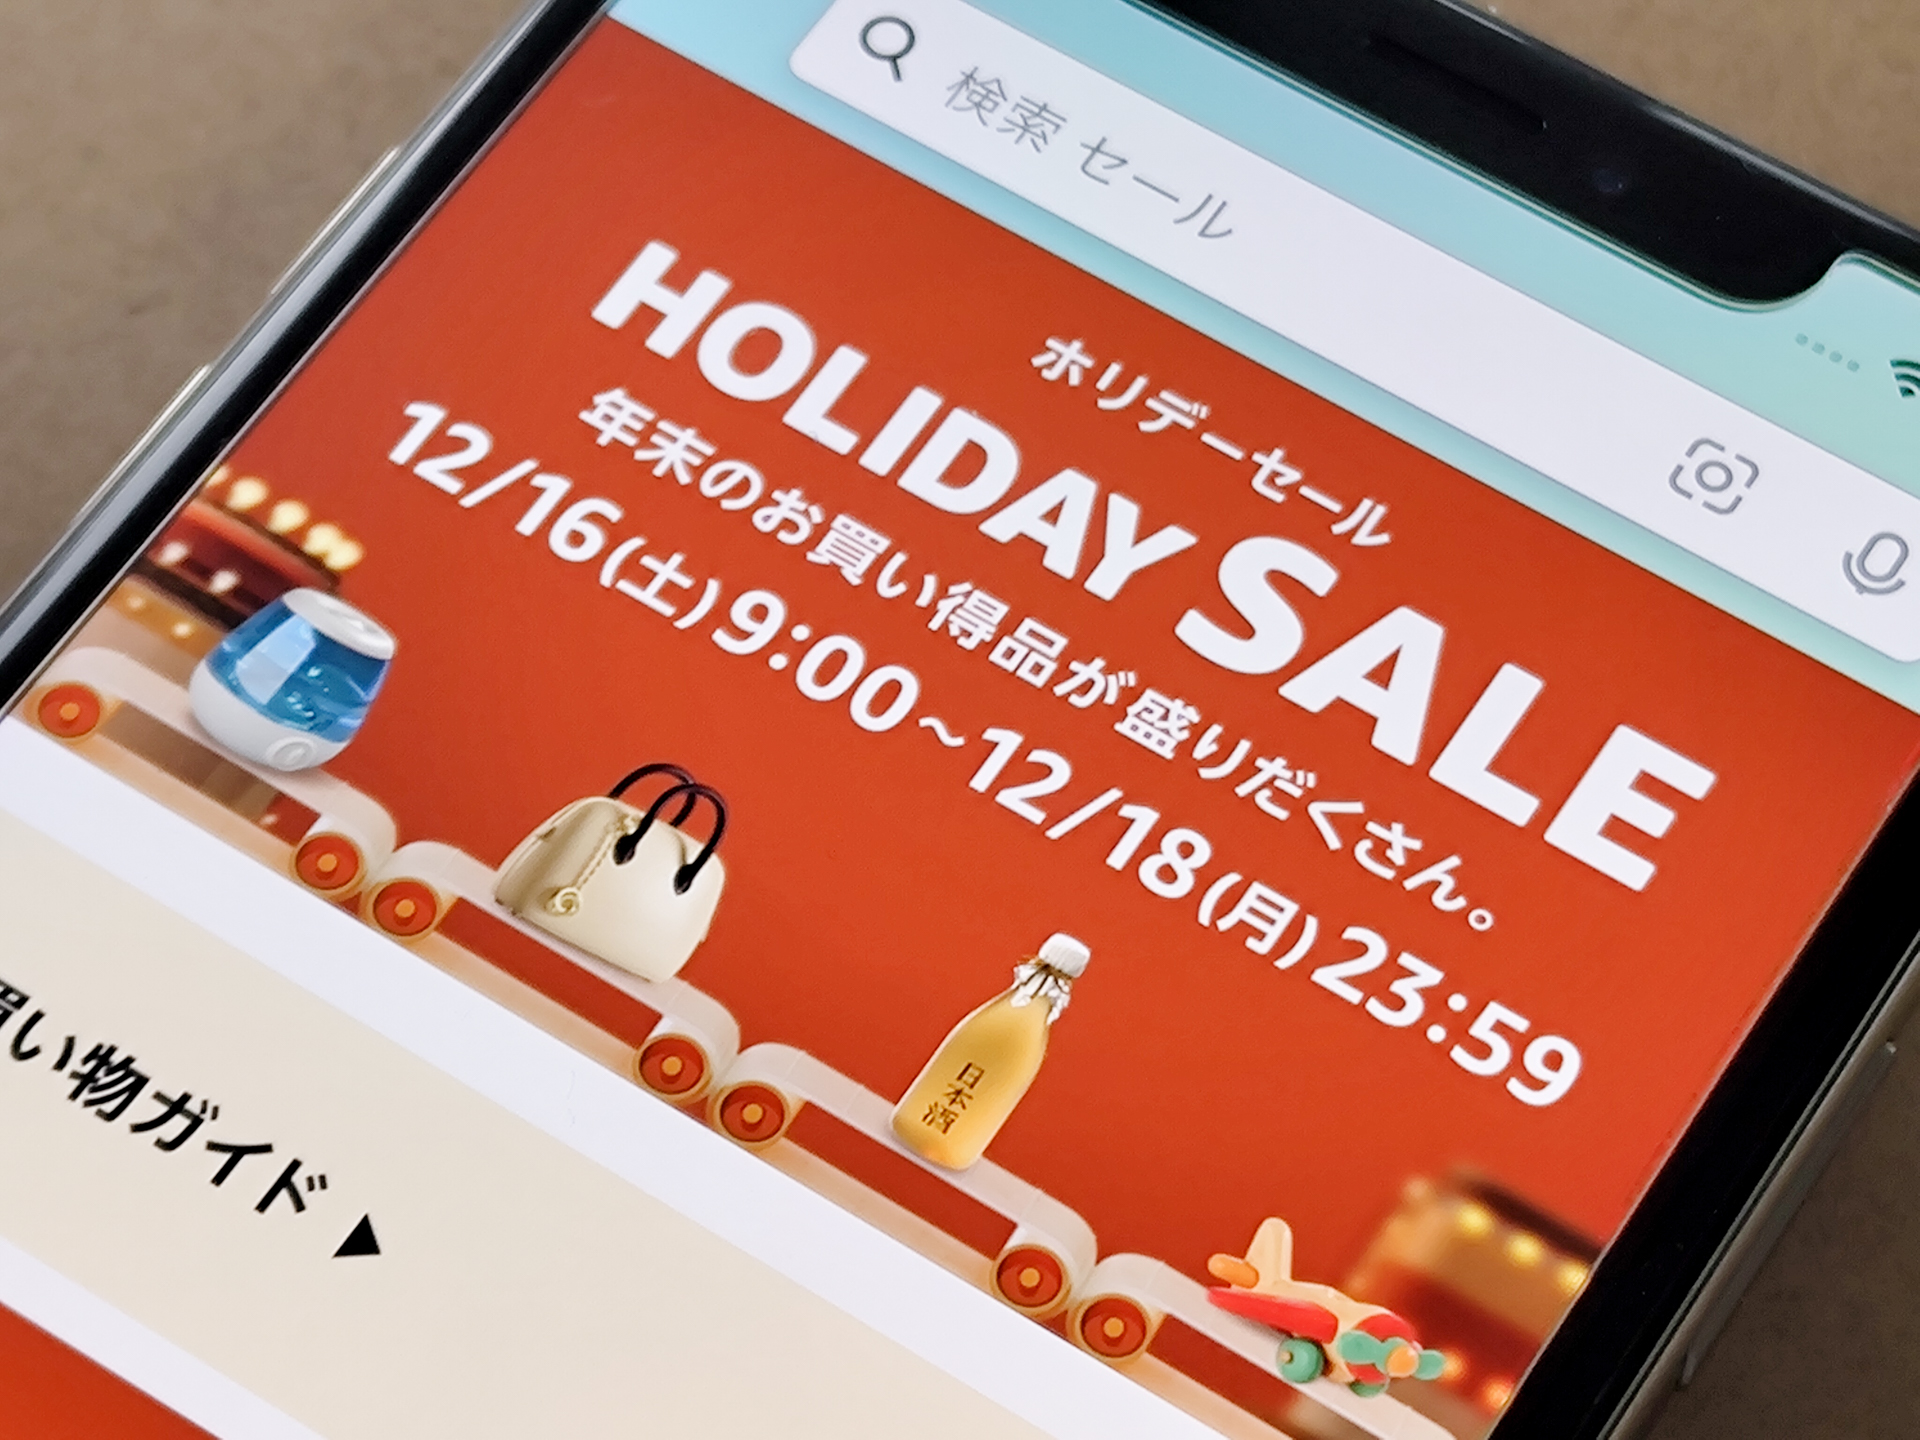 検索 セール
ホリデーセール
HOLIDAY SALE
年末のお買い得品が盛りだくさん。
12/16(土)9:00~12/18(月)23:59
日本酒
買い物ガイド ▶